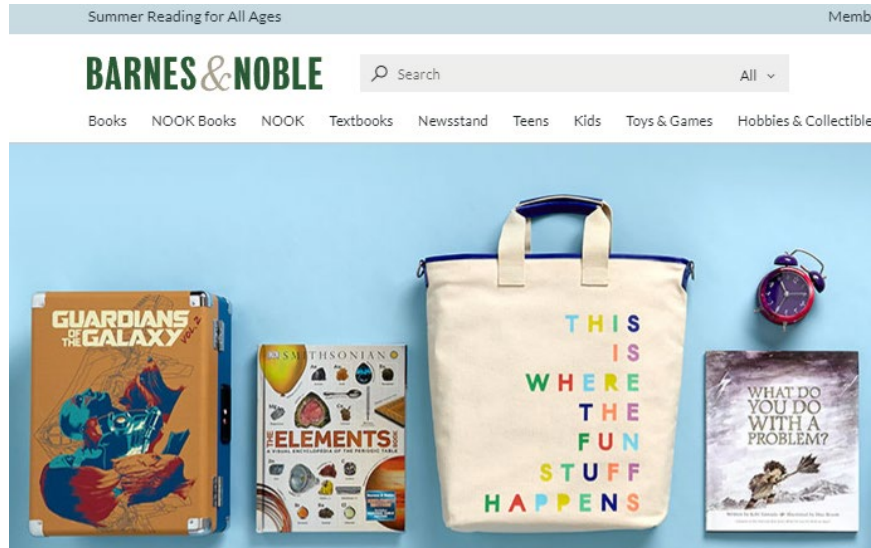 Summer Reading for All Ages
Memb
BARNES & NOBLE
Search
All
Books NOOK Books NOOK Textbooks Newsstand Teens Kids Toys & Games Hobbies & Collectible
GUARDIANS
OF THE
GALAXY VOL. 2
DK SMITHSONIAN
THE
ELEMENTS
BOOK
A VISUAL ENCYCLOPEDIA OF THE PERIODIC TABLE
THIS
IS
WHERE
THE
FUN
STUFF
HAPPENS
WHAT DO
YOU DO
WITH A
PROBLEM?